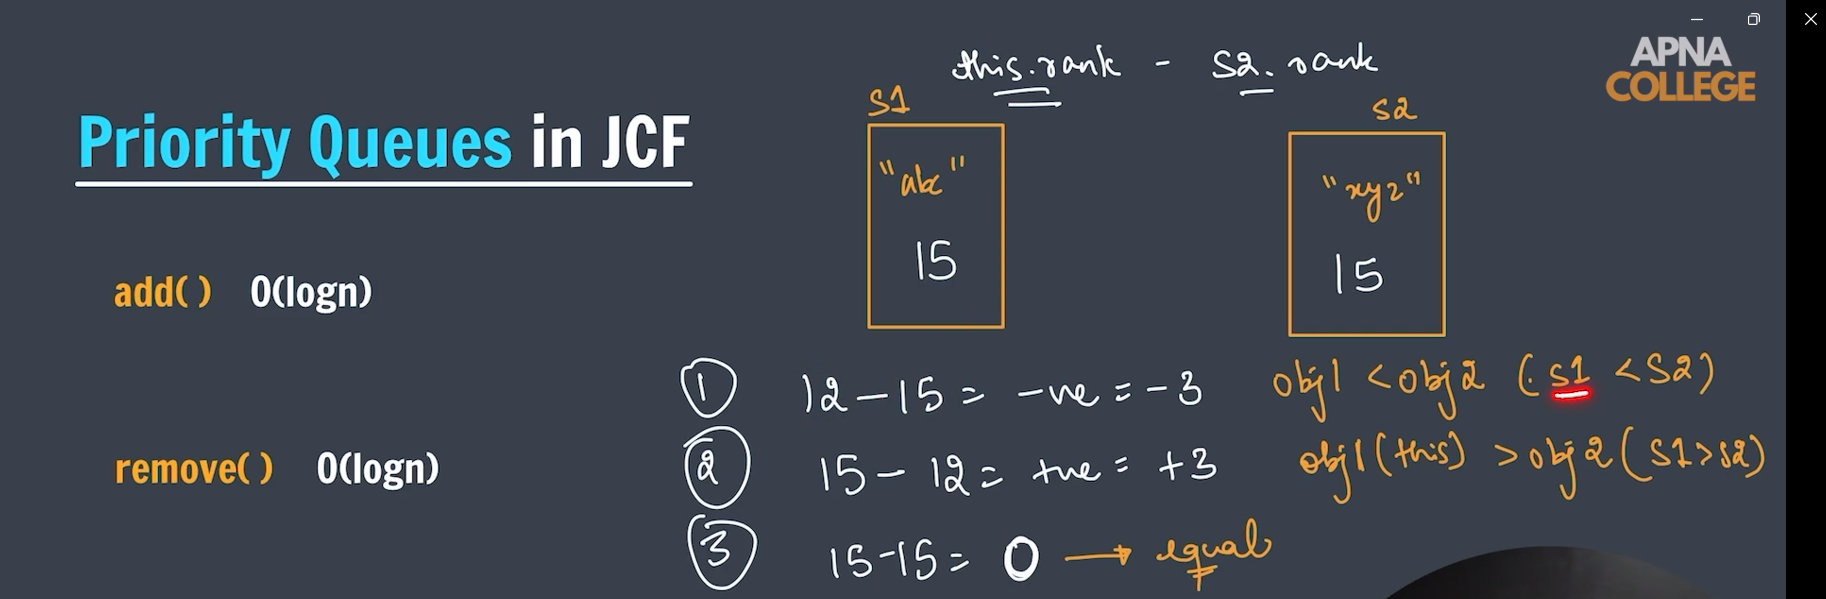 APNA
COLLEGE
this.rank - S2.rank
Priority Queues in JCF
S1
S2
"abc"
"xyz"
15
15
add( ) O(logn)
① 12-15 = -ve = -3 obj1 < obj2 (S1 < S2)
remove( ) O(logn)
② 15 - 12 = +ve = +3 obj1(this) > obj2 (S1 > S2)
③ 15-15 = 0 → equal